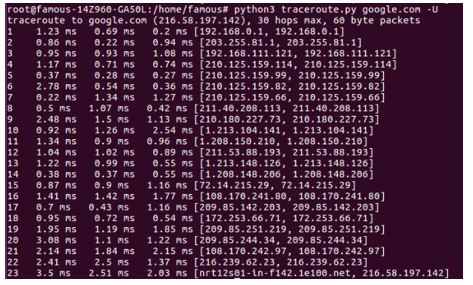 root@famous-14Z960-GA50L:/home/famous# python3 traceroute.py google.com -U
traceroute to google.com (216.58.197.142), 30 hops max, 60 byte packets
1 1.23 ms 0.69 ms 0.2 ms [192.168.0.1, 192.168.0.1]
2 0.86 ms 0.22 ms 0.94 ms [203.255.81.1, 203.255.81.1]
3 0.95 ms 0.93 ms 1.08 ms [192.168.111.121, 192.168.111.121]
4 1.17 ms 0.71 ms 0.74 ms [210.125.159.114, 210.125.159.114]
5 0.37 ms 0.28 ms 0.27 ms [210.125.159.99, 210.125.159.99]
6 2.78 ms 0.54 ms 0.36 ms [210.125.159.82, 210.125.159.82]
7 0.22 ms 1.34 ms 1.27 ms [210.125.159.66, 210.125.159.66]
8 0.5 ms 1.07 ms 0.42 ms [211.40.208.113, 211.40.208.113]
9 2.48 ms 1.5 ms 1.13 ms [210.180.227.73, 210.180.227.73]
10 0.92 ms 1.26 ms 2.54 ms [1.213.104.141, 1.213.104.141]
11 1.34 ms 0.9 ms 0.96 ms [1.208.150.210, 1.208.150.210]
12 1.04 ms 1.02 ms 0.89 ms [211.53.88.193, 211.53.88.193]
13 1.22 ms 0.99 ms 0.55 ms [1.213.148.126, 1.213.148.126]
14 0.38 ms 0.37 ms 0.55 ms [1.208.148.206, 1.208.148.206]
15 0.87 ms 0.9 ms 1.16 ms [72.14.215.29, 72.14.215.29]
16 1.41 ms 1.42 ms 1.77 ms [108.170.241.80, 108.170.241.80]
17 0.7 ms 0.43 ms 1.16 ms [209.85.142.203, 209.85.142.203]
18 0.95 ms 0.72 ms 0.54 ms [172.253.66.71, 172.253.66.71]
19 1.95 ms 1.19 ms 1.85 ms [209.85.251.219, 209.85.251.219]
20 3.08 ms 1.1 ms 1.22 ms [209.85.244.34, 209.85.244.34]
21 2.14 ms 1.84 ms 2.15 ms [108.170.242.97, 108.170.242.97]
22 2.41 ms 2.5 ms 1.37 ms [216.239.62.23, 216.239.62.23]
23 3.5 ms 2.51 ms 2.03 ms [nrt12s01-in-f142.1e100.net, 216.58.197.142]